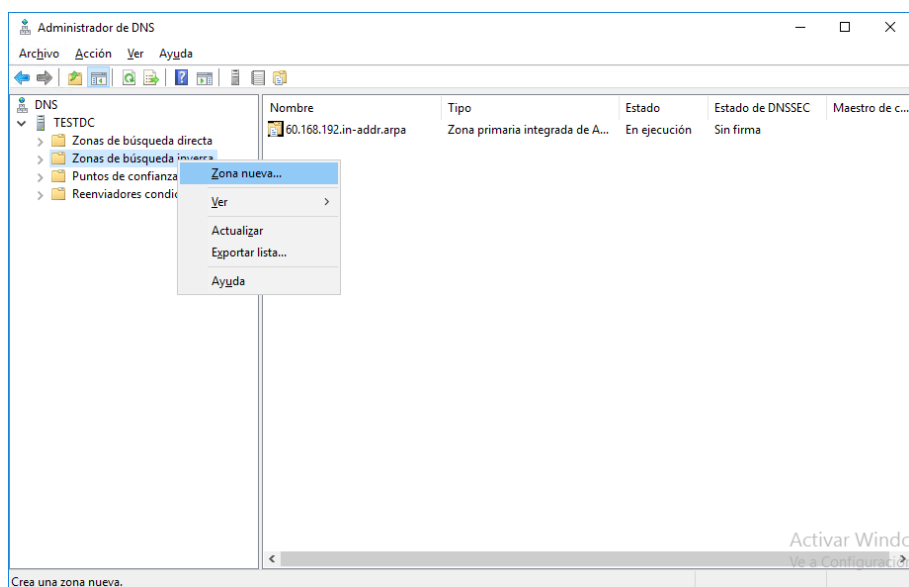 Administrador de DNS
Archivo Acción Ver Ayuda
DNS
TESTDC
Zonas de búsqueda directa
Zonas de búsqueda inversa
Puntos de confianza
Reenviadores condic
Zona nueva...
Ver
Actualizar
Exportar lista...
Ayuda
Nombre Tipo Estado Estado de DNSSEC Maestro de c...
60.168.192.in-addr.arpa Zona primaria integrada de A... En ejecución Sin firma
Activar Windo
Ve a Configuración
Crea una zona nueva.